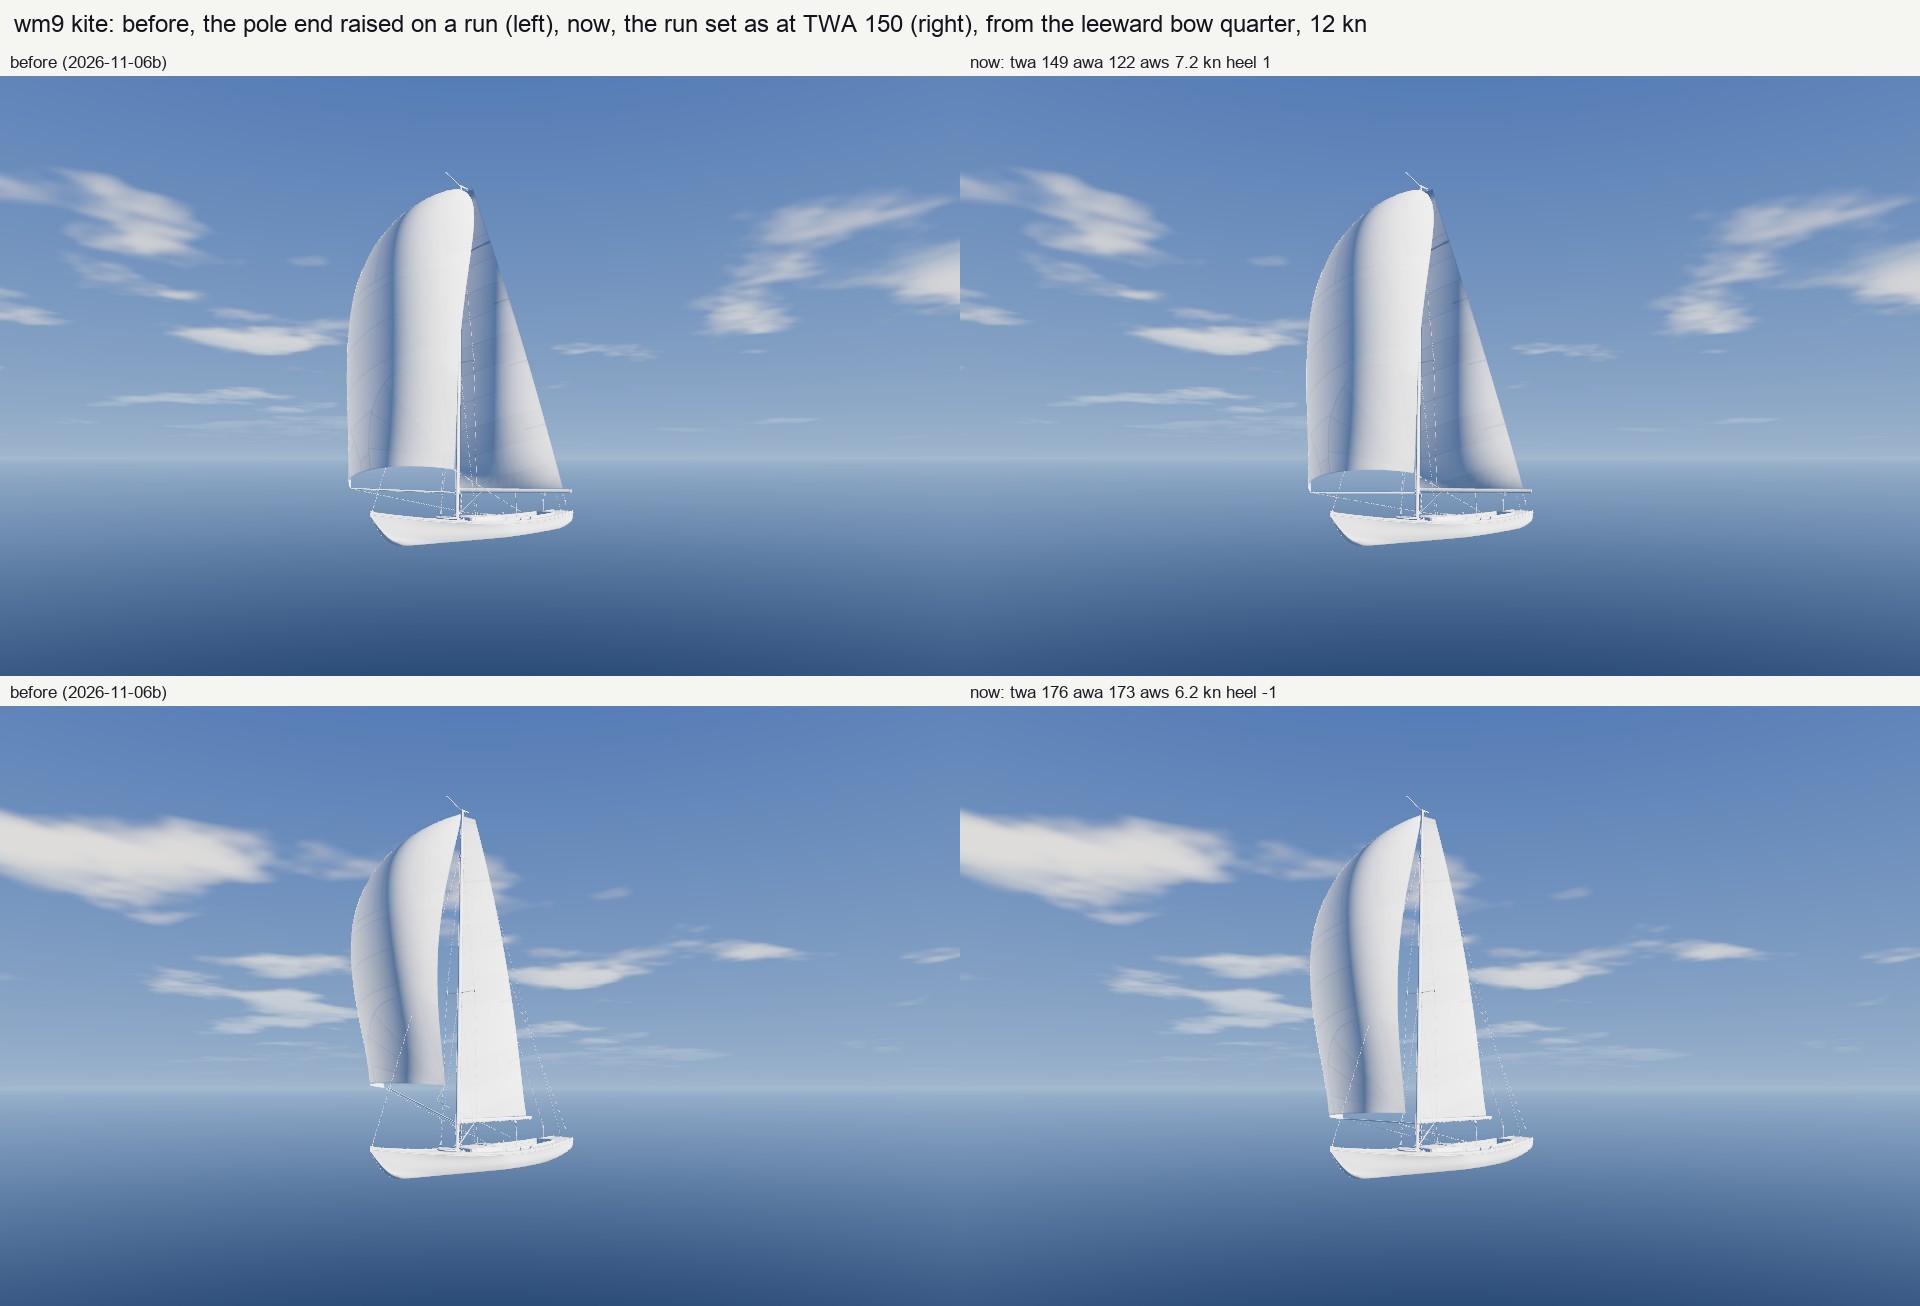 wm9 kite: before, the pole end raised on a run (left), now, the run set as at TWA 150 (right), from the leeward bow quarter, 12 kn
before (2026-11-06b)
now: twa 149 awa 122 aws 7.2 kn heel 1
before (2026-11-06b)
now: twa 176 awa 173 aws 6.2 kn heel -1